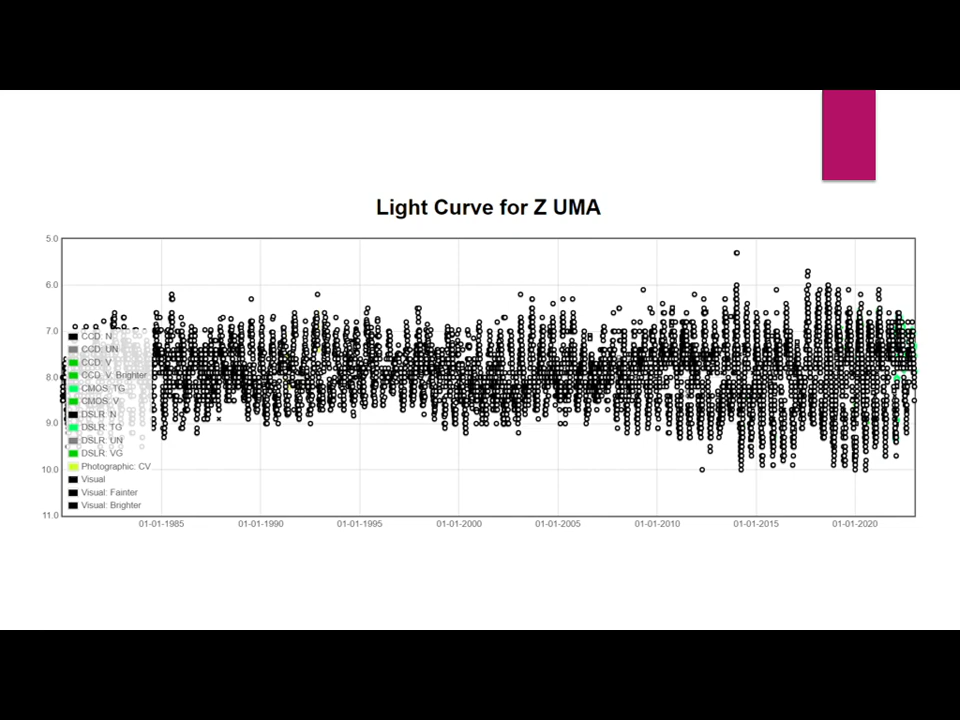 Light Curve for Z UMA
5.0
6.0
7.0
8.0
9.0
10.0
11.0
CCD: N
CCD: UN
CCD: V
CCD: V: Brighter
CMOS: TG
CMOS: V
DSLR: N
DSLR: TG
DSLR: UN
DSLR: VG
Photographic: CV
Visual
Visual: Fainter
Visual: Brighter
01-01-1985 01-01-1990 01-01-1995 01-01-2000 01-01-2005 01-01-2010 01-01-2015 01-01-2020